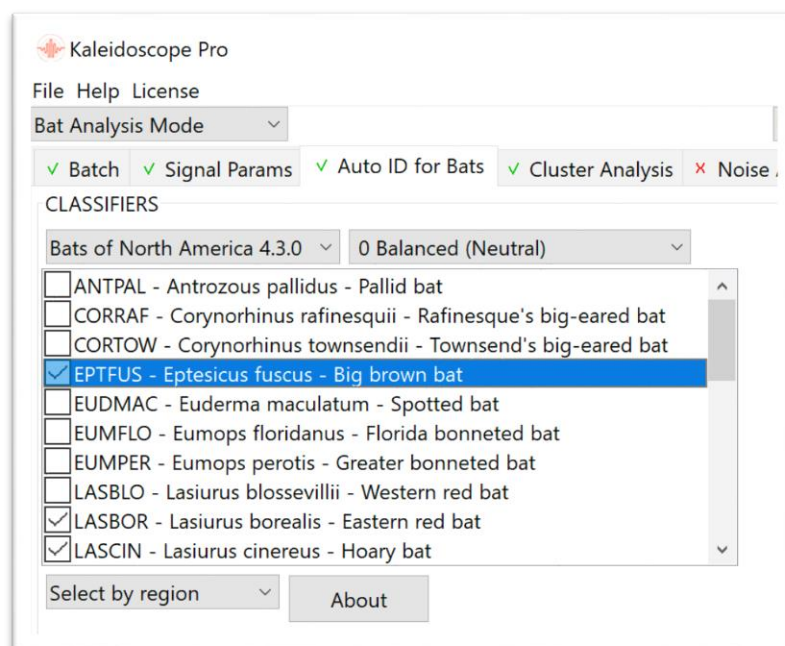 Kaleidoscope Pro
File Help License
Bat Analysis Mode
Batch Signal Params Auto ID for Bats Cluster Analysis Noise
CLASSIFIERS
Bats of North America 4.3.0 0 Balanced (Neutral)
ANTPAL - Antrozous pallidus - Pallid bat
CORRAF - Corynorhinus rafinesquii - Rafinesque's big-eared bat
CORTOW - Corynorhinus townsendii - Townsend's big-eared bat
EPTFUS - Eptesicus fuscus - Big brown bat
EUDMAC - Euderma maculatum - Spotted bat
EUMFLO - Eumops floridanus - Florida bonneted bat
EUMPER - Eumops perotis - Greater bonneted bat
LASBLO - Lasiurus blossevillii - Western red bat
LASBOR - Lasiurus borealis - Eastern red bat
LASCIN - Lasiurus cinereus - Hoary bat
Select by region About